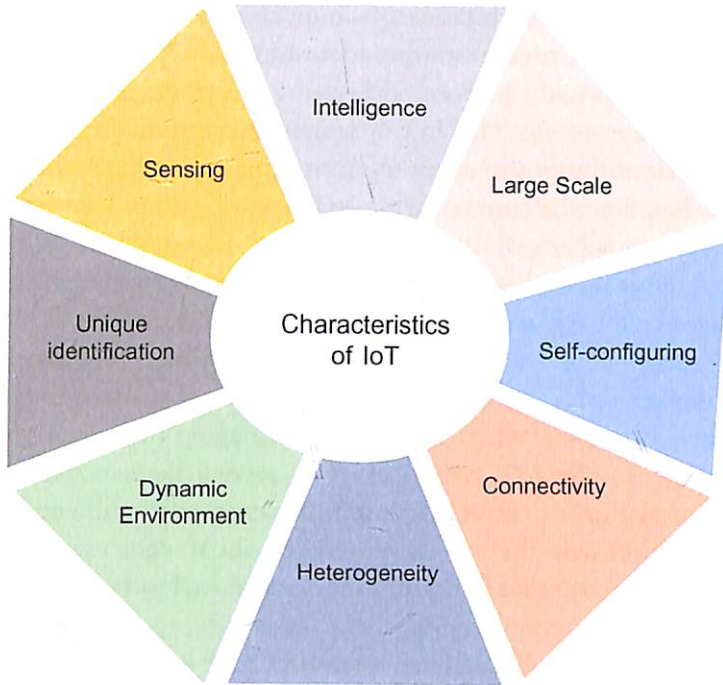 Intelligence
Large Scale
Self-configuring
Connectivity
Heterogeneity
Dynamic
Environment
Unique
identification
Sensing
Characteristics
of IoT